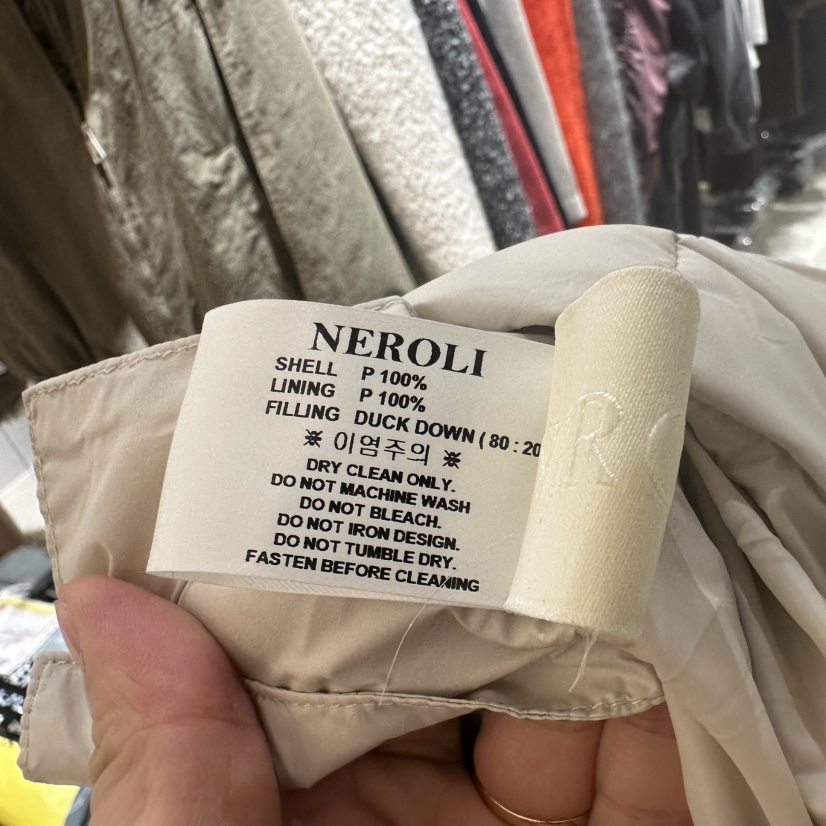 NEROLI
SHELL P 100%
LINING P 100%
FILLING DUCK DOWN ( 80 : 20
※ 이염주의 ※
DRY CLEAN ONLY.
DO NOT MACHINE WASH
DO NOT BLEACH.
DO NOT IRON DESIGN.
DO NOT TUMBLE DRY.
FASTEN BEFORE CLEAMING